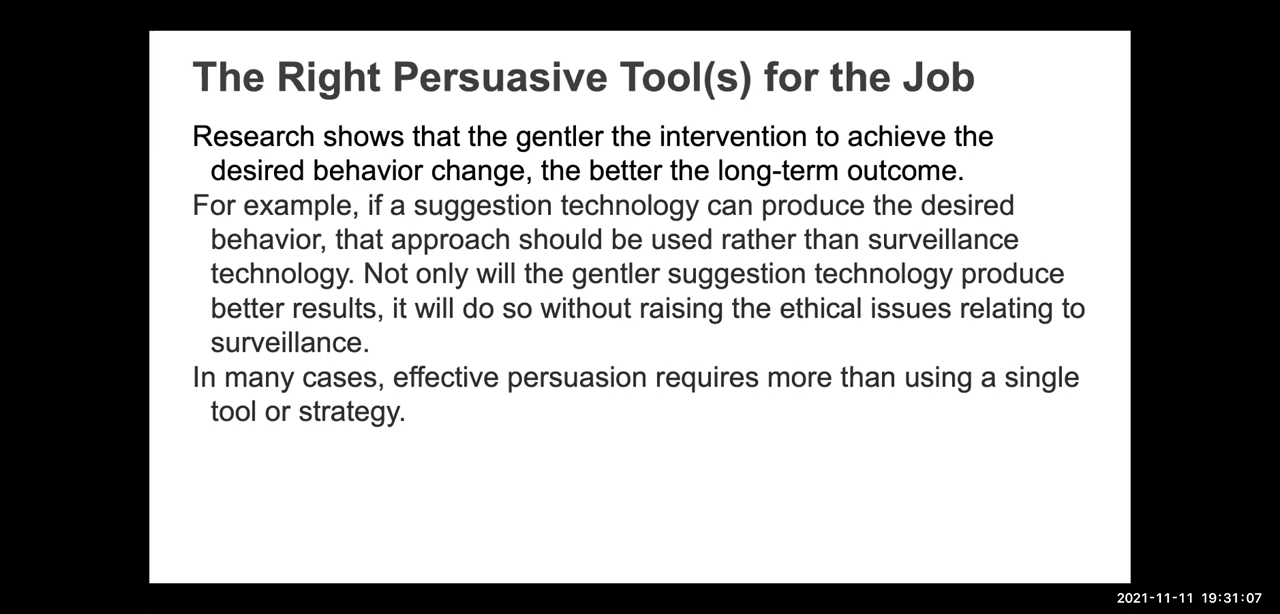 The Right Persuasive Tool(s) for the Job
Research shows that the gentler the intervention to achieve the
desired behavior change, the better the long-term outcome.
For example, if a suggestion technology can produce the desired
behavior, that approach should be used rather than surveillance
technology. Not only will the gentler suggestion technology produce
better results, it will do so without raising the ethical issues relating to
surveillance.
In many cases, effective persuasion requires more than using a single
tool or strategy.
2021-11-11 19:31:07